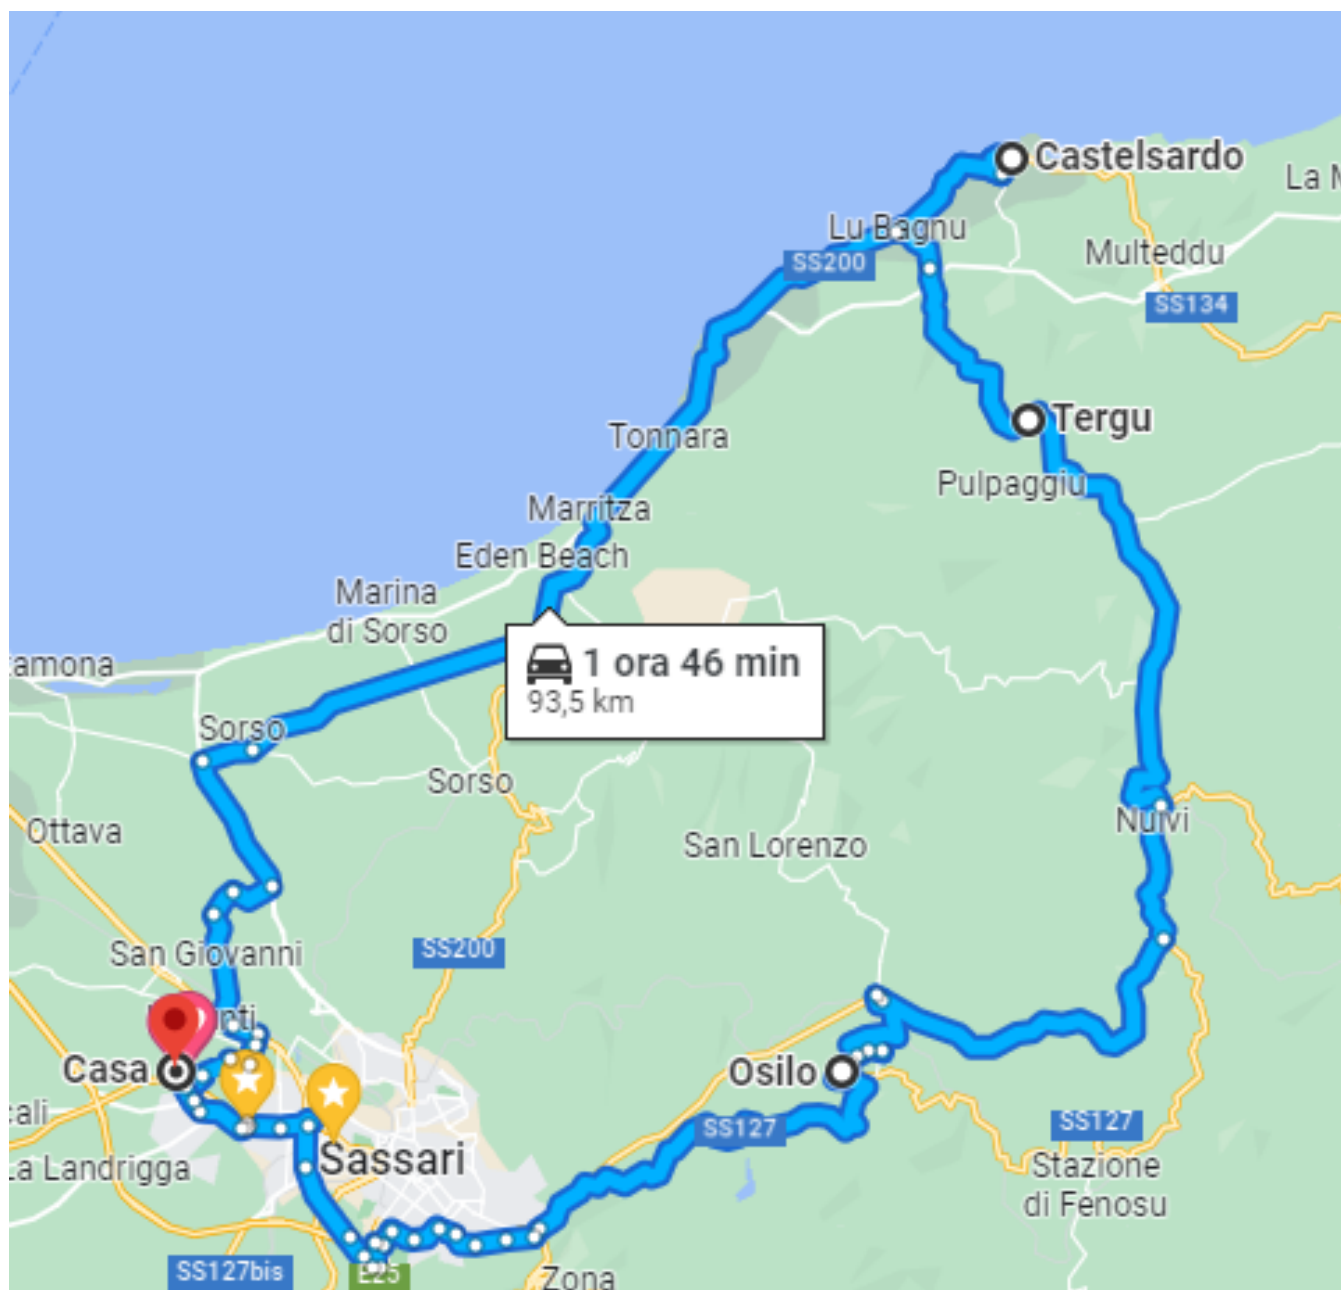 Castelsardo
Lu Bagnu
Multeddu
SS200
SS134
Tergu
Tonnara
Pulpaggiu
Marritza
Eden Beach
Marina
di Sorso
1 ora 46 min
93,5 km
Sorso
Sorso
Ottava
San Lorenzo
Nulvi
San Giovanni
SS200
Casa
Osilo
SS127
SS127
Sassari
La Landrigga
Stazione
di Fenosu
SS127bis
E25
Zona